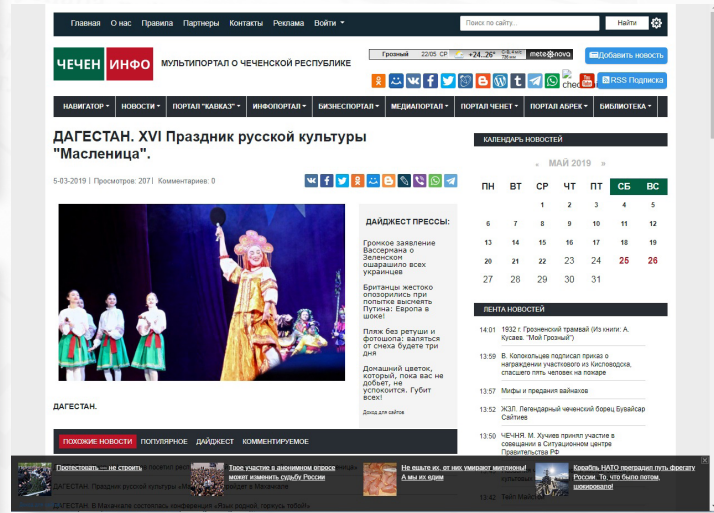 Главная О нас Правила Партнеры Контакты Реклама Войти
Поиск по сайту...
Найти
ЧЕЧЕН ИНФО
МУЛЬТИПОРТАЛ О ЧЕЧЕНСКОЙ РЕСПУБЛИКЕ
Грозный 22/05 СР +24..26°
meteonova
Добавить новость
RSS Подписка
НАВИГАТОР НОВОСТИ ПОРТАЛ "КАВКАЗ" ИНФОПОРТАЛ БИЗНЕСПОРТАЛ МЕДИАПОРТАЛ ПОРТАЛ ЧЕНЕТ ПОРТАЛ АБРЕК БИБЛИОТЕКА
ДАГЕСТАН. XVI Праздник русской культуры
"Масленица".
5-03-2019 | Просмотров: 207 | Комментариев: 0
ДАЙДЖЕСТ ПРЕССЫ:
Громкое заявление
Вассермана о
Зеленском
ошарашило всех
украинцев
Британцы жестоко
опозорились при
попытке высмеять
Путина: Европа в
шоке!
Пляж без ретуши и
фотошопа: валяться
от смеха будете три
дня
Домашний цветок,
который, пока вас не
добьет, не
успокоится. Губит
всех!
Доход для сайтов
ДАГЕСТАН.
ПОХОЖИЕ НОВОСТИ ПОПУЛЯРНОЕ ДАЙДЖЕСТ КОММЕНТИРУЕМОЕ
КАЛЕНДАРЬ НОВОСТЕЙ
« МАЙ 2019 »
ПН ВТ СР ЧТ ПТ СБ ВС
1 2 3 4 5
6 7 8 9 10 11 12
13 14 15 16 17 18 19
20 21 22 23 24 25 26
27 28 29 30 31
ЛЕНТА НОВОСТЕЙ
14:01 1932 г. Грозненский трамвай (Из книги: А.
Кусаев. "Мой Грозный")
13:59 В. Колокольцев подписал приказ о
награждении участкового из Кисловодска,
спасшего пять человек на пожаре
13:57 Мифы и предания вайнахов
13:52 ЖЗЛ. Легендарный чеченский борец Бувайсар
Сайтиев
13:50 ЧЕЧНЯ. М. Хучиев принял участие в
совещании в Ситуационном центре
Правительства РФ
13:42
Протестовать — не строить
Твое участие в анонимном опросе
может изменить судьбу России
Не ешьте их, от них умирают миллионы!
А мы их едим
Корабль НАТО преградил путь фрегату
России. То, что было потом,
шокировало!